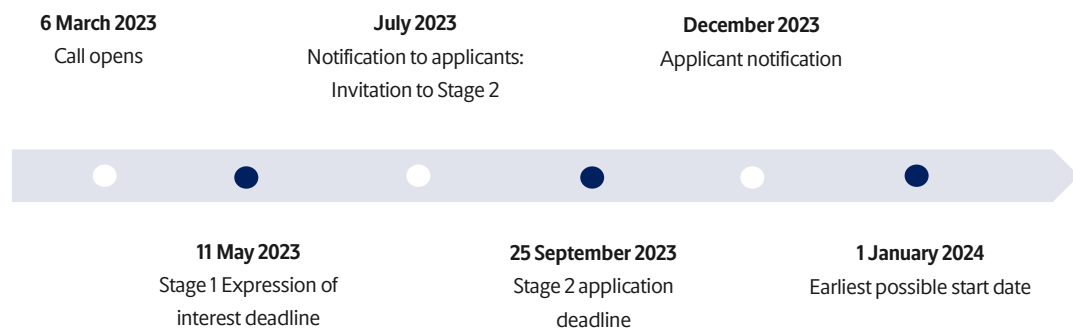 6 March 2023
Call opens
July 2023
Notification to applicants:
Invitation to Stage 2
December 2023
Applicant notification
11 May 2023
Stage 1 Expression of
interest deadline
25 September 2023
Stage 2 application
deadline
1 January 2024
Earliest possible start date